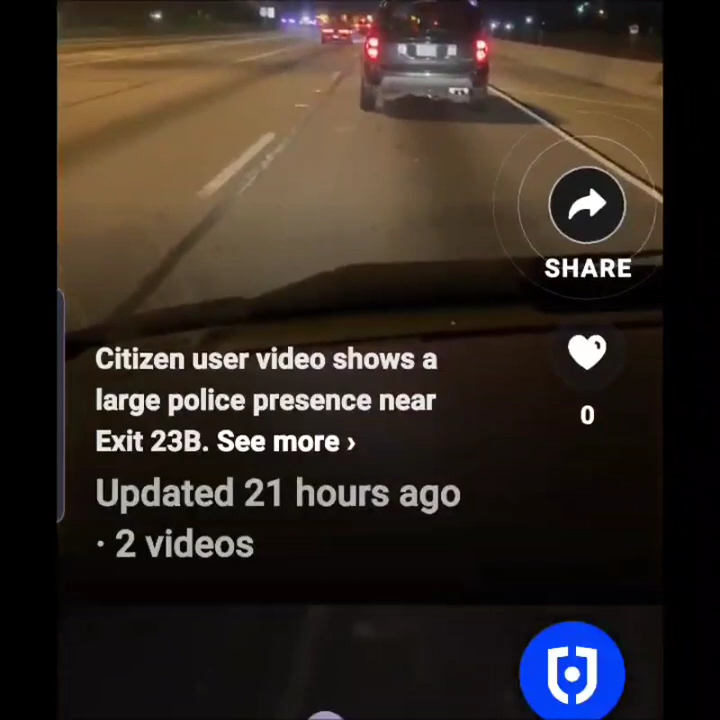 SHARE
Citizen user video shows a
large police presence near
Exit 23B. See more ›
0
Updated 21 hours ago
· 2 videos